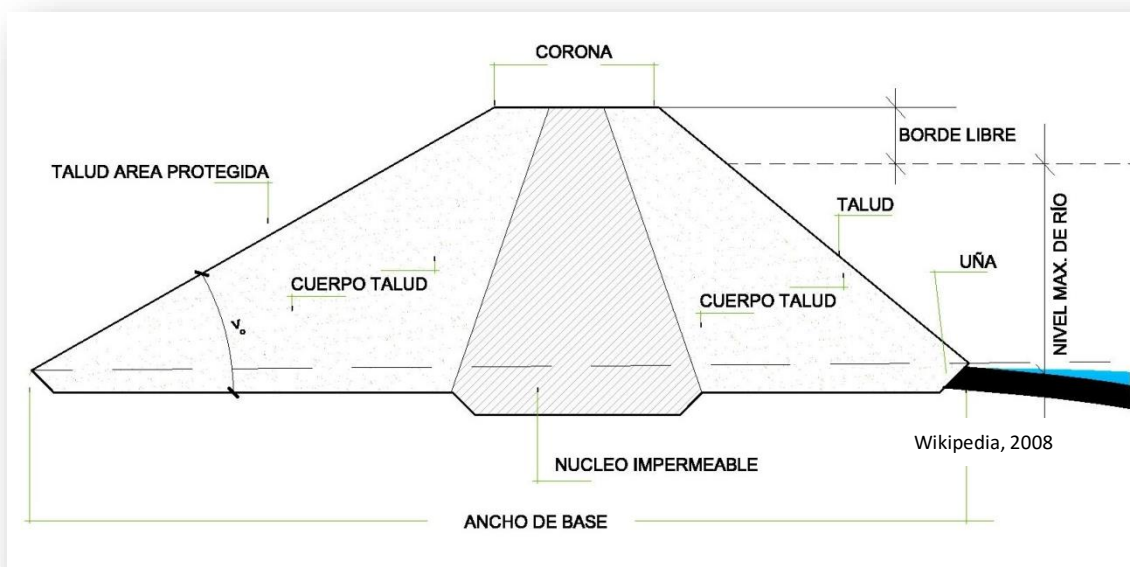 CORONA
BORDE LIBRE
TALUD AREA PROTEGIDA
TALUD
NIVEL MAX. DE RÍO
UÑA
CUERPO TALUD
CUERPO TALUD
V°
Wikipedia, 2008
NUCLEO IMPERMEABLE
ANCHO DE BASE